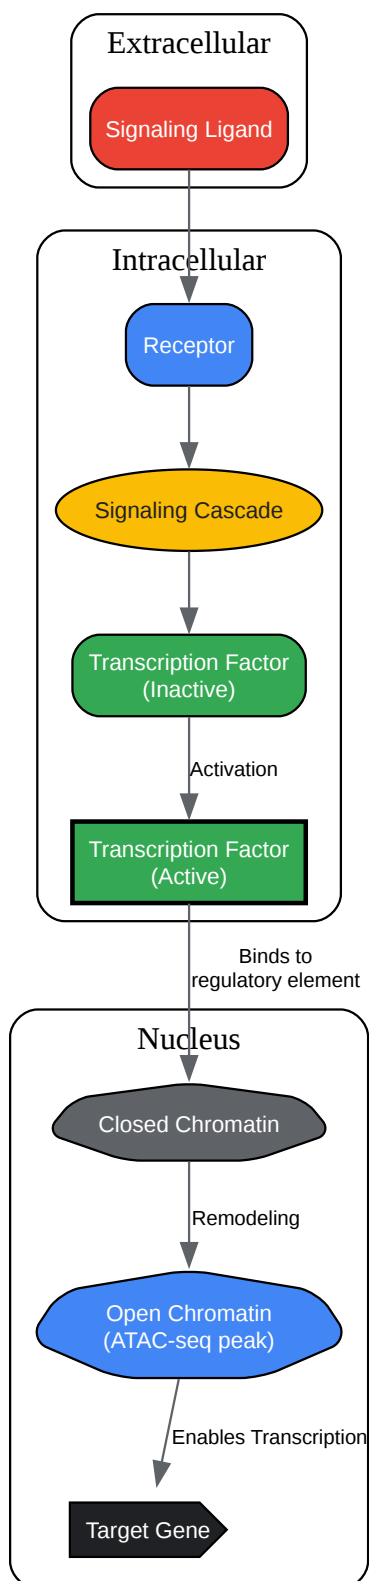 Extracellular
Signaling Ligand
Intracellular
Receptor
Signaling Cascade
Transcription Factor
(Inactive)
Activation
Transcription Factor
(Active)
Binds to
regulatory element
Nucleus
Closed Chromatin
Remodeling
Open Chromatin
(ATAC-seq peak)
Enables Transcription
Target Gene